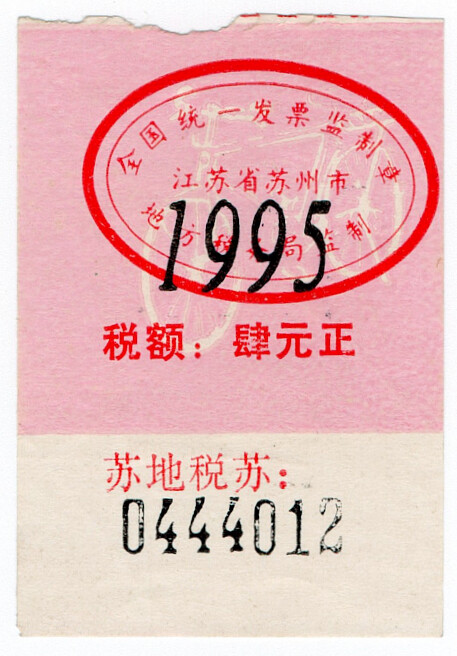 全国统一发票监制章
江苏省苏州市
地方税务局监制
1995
税额：肆元正
苏地税苏：
0444012